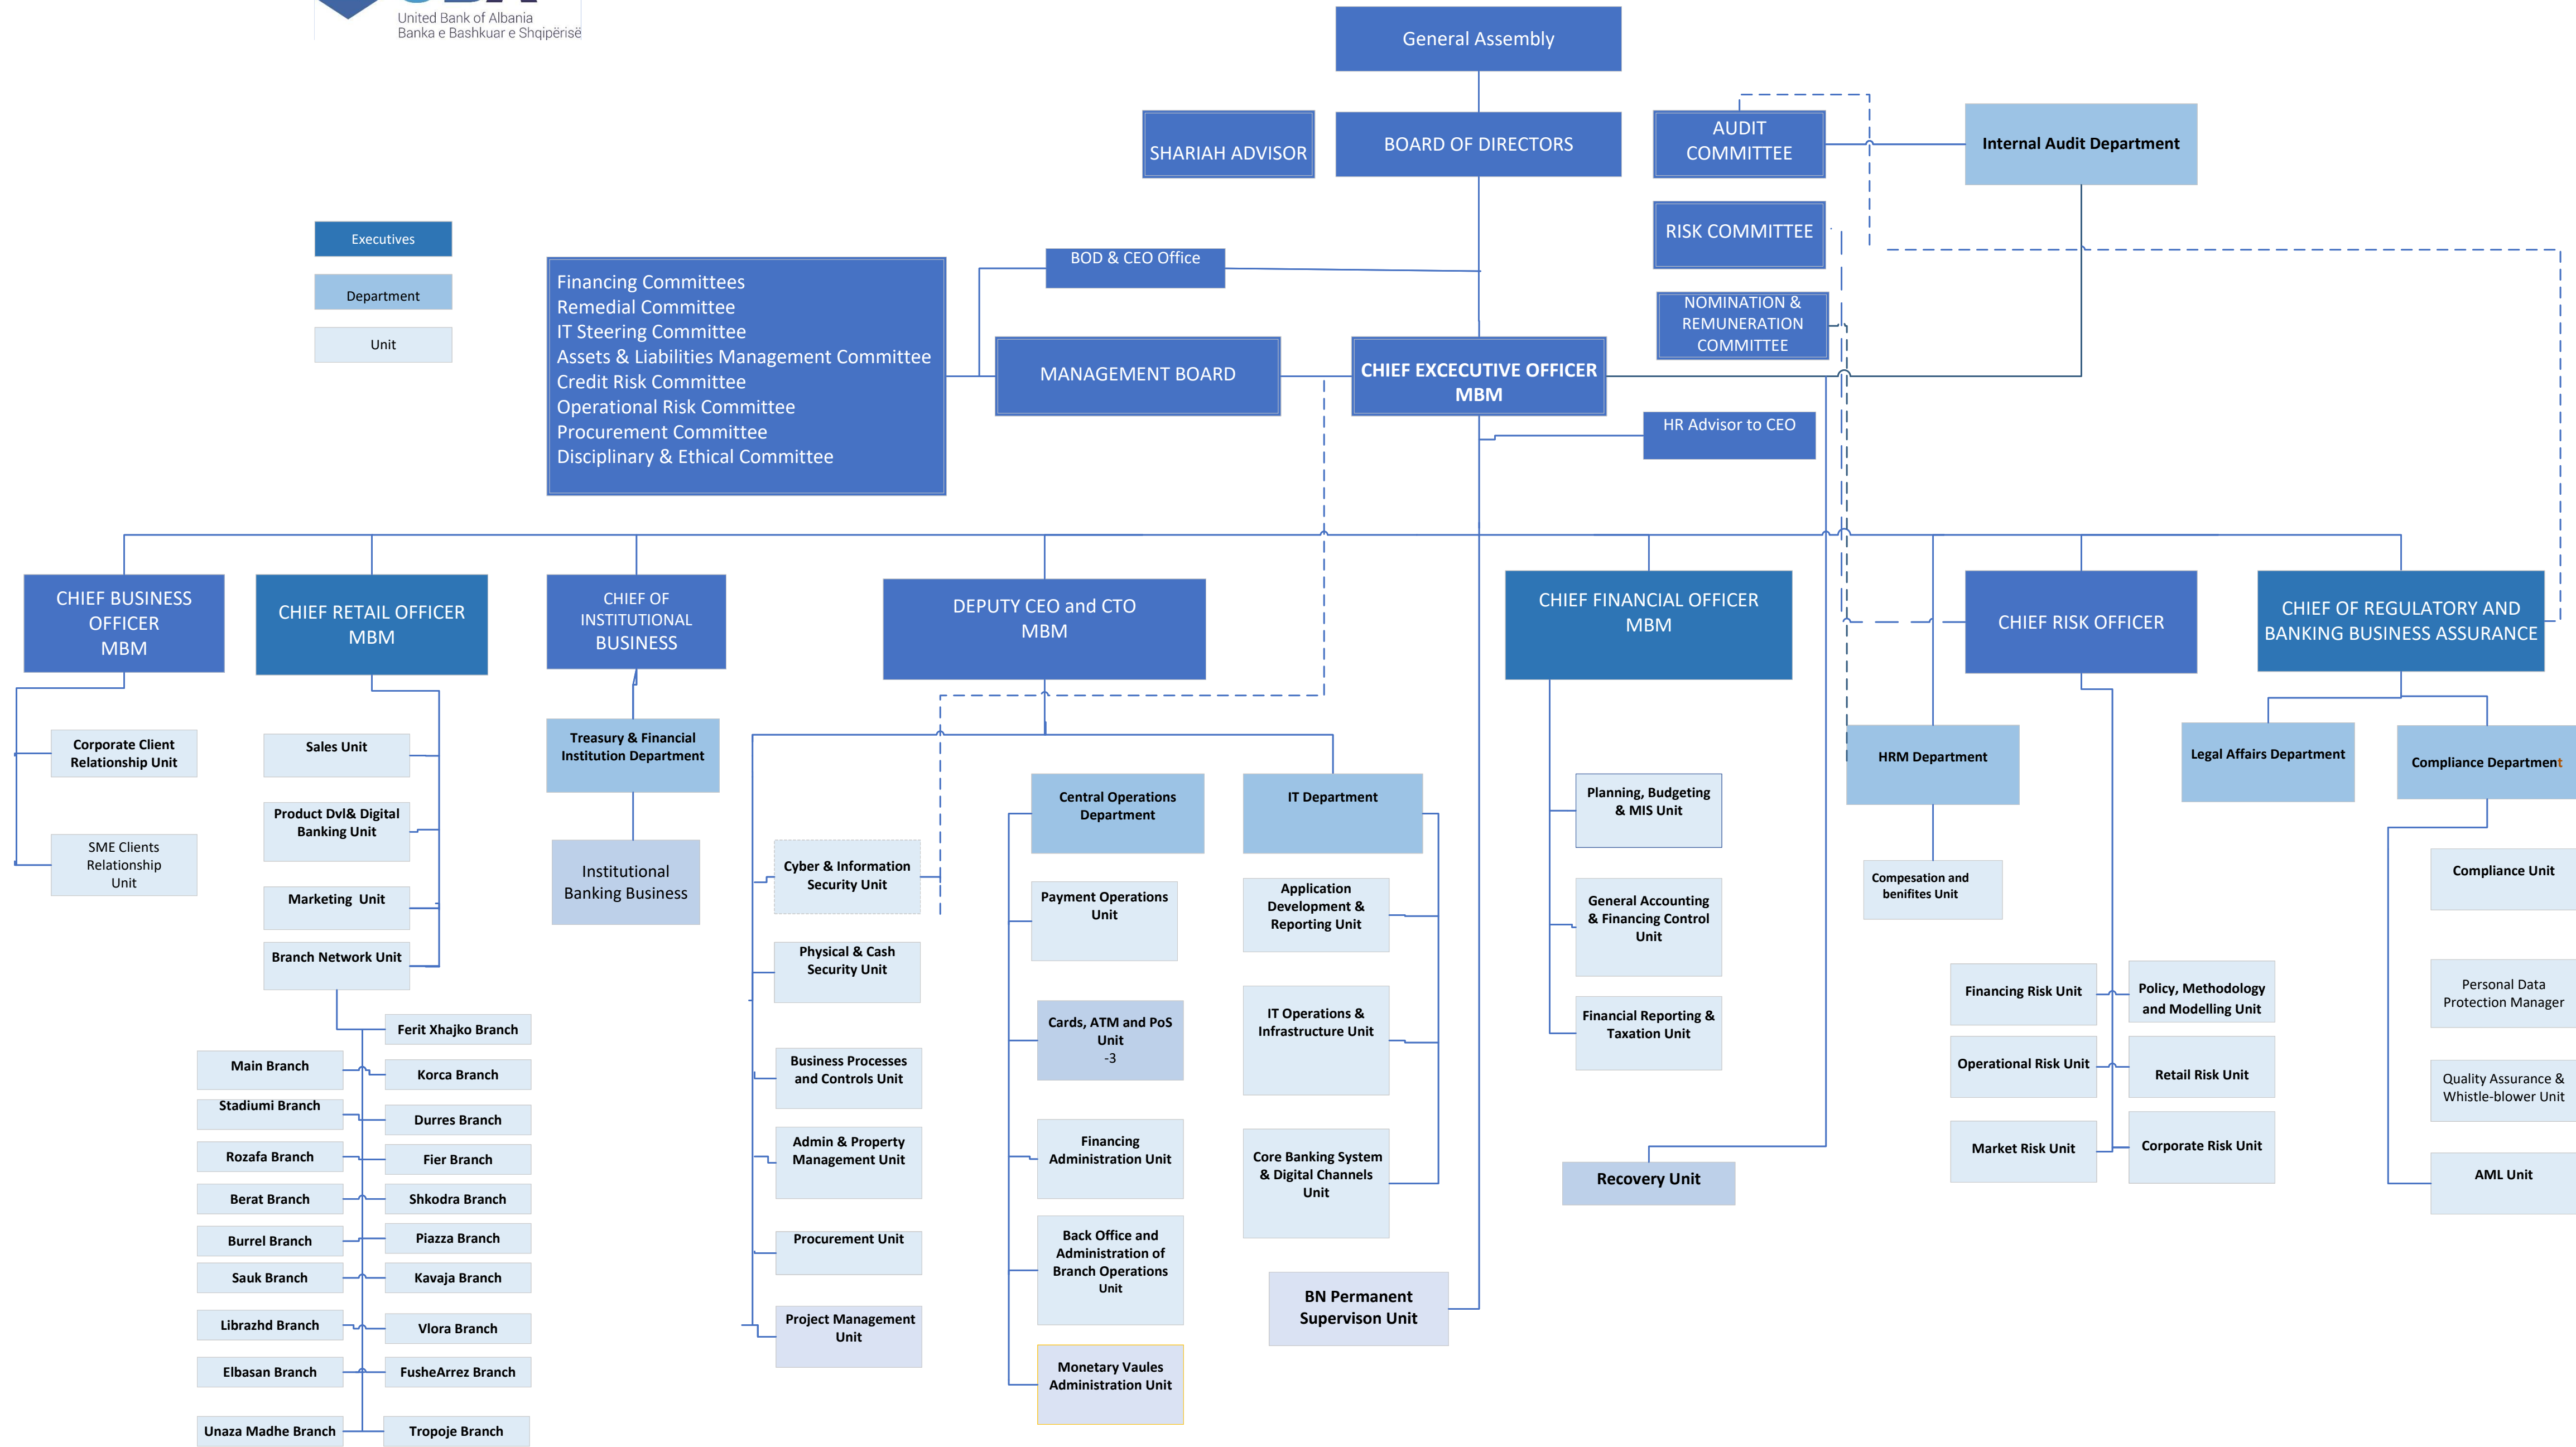 United Bank of Albania
Banka e Bashkuar e Shqipërisë
General Assembly
SHARIAH ADVISOR
BOARD OF DIRECTORS
AUDIT
COMMITTEE
Internal Audit Department
RISK COMMITTEE
NOMINATION &
REMUNERATION
COMMITTEE
Executives
Department
Unit
BOD & CEO Office
Financing Committees
Remedial Committee
IT Steering Committee
Assets & Liabilities Management Committee
Credit Risk Committee
Operational Risk Committee
Procurement Committee
Disciplinary & Ethical Committee
MANAGEMENT BOARD
CHIEF EXCECUTIVE OFFICER
MBM
HR Advisor to CEO
CHIEF BUSINESS
OFFICER
MBM
CHIEF RETAIL OFFICER
MBM
CHIEF OF
INSTITUTIONAL
BUSINESS
DEPUTY CEO and CTO
MBM
CHIEF FINANCIAL OFFICER
MBM
CHIEF RISK OFFICER
CHIEF OF REGULATORY AND
BANKING BUSINESS ASSURANCE
Corporate Client
Relationship Unit
SME Clients
Relationship
Unit
Sales Unit
Product Dvl& Digital
Banking Unit
Marketing Unit
Branch Network Unit
Ferit Xhajko Branch
Main Branch
Korca Branch
Stadiumi Branch
Durres Branch
Rozafa Branch
Fier Branch
Berat Branch
Shkodra Branch
Burrel Branch
Piazza Branch
Sauk Branch
Kavaja Branch
Librazhd Branch
Vlora Branch
Elbasan Branch
FusheArrez Branch
Unaza Madhe Branch
Tropoje Branch
Treasury & Financial
Institution Department
Institutional
Banking Business
Cyber & Information
Security Unit
Physical & Cash
Security Unit
Business Processes
and Controls Unit
Admin & Property
Management Unit
Procurement Unit
Project Management
Unit
Central Operations
Department
Payment Operations
Unit
Cards, ATM and PoS
Unit
-3
Financing
Administration Unit
Back Office and
Administration of
Branch Operations
Unit
Monetary Vaules
Administration Unit
IT Department
Application
Development &
Reporting Unit
IT Operations &
Infrastructure Unit
Core Banking System
& Digital Channels
Unit
BN Permanent
Supervison Unit
Planning, Budgeting
& MIS Unit
General Accounting
& Financing Control
Unit
Financial Reporting &
Taxation Unit
Recovery Unit
HRM Department
Compesation and
benifites Unit
Financing Risk Unit
Policy, Methodology
and Modelling Unit
Operational Risk Unit
Retail Risk Unit
Market Risk Unit
Corporate Risk Unit
Legal Affairs Department
Compliance Department
Compliance Unit
Personal Data
Protection Manager
Quality Assurance &
Whistle-blower Unit
AML Unit